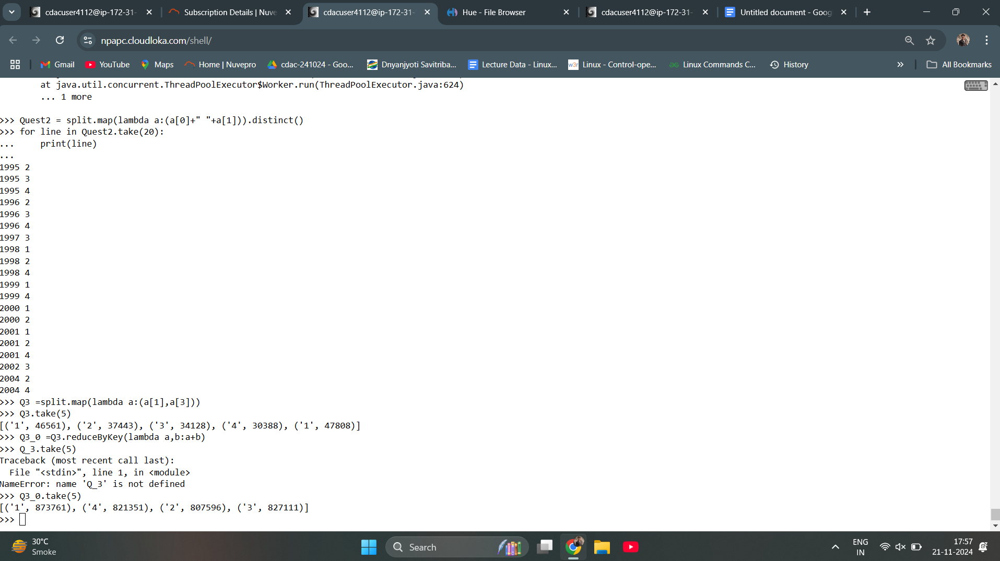 cdacuser4112@ip-172-31-
Subscription Details | Nuve
cdacuser4112@ip-172-31-
Hue - File Browser
cdacuser4112@ip-172-31-
Untitled document - Goog
npapc.cloudloka.com/shell/
Gmail
YouTube
Maps
Home | Nuvepro
cdac-241024 - Goo...
Dnyanjyoti Savitriba...
Lecture Data - Linux...
w3r
Linux - Control-ope...
Linux Commands C...
History
All Bookmarks
at java.util.concurrent.ThreadPoolExecutor$Worker.run(ThreadPoolExecutor.java:624)
... 1 more
>>> Quest2 = split.map(lambda a:(a[0]+" "+a[1])).distinct()
>>> for line in Quest2.take(20):
...     print(line)
...
1995 2
1995 3
1995 4
1996 2
1996 3
1996 4
1997 3
1998 1
1998 2
1998 4
1999 1
1999 4
2000 1
2000 2
2001 1
2001 2
2001 4
2002 3
2004 2
2004 4
>>> Q3 =split.map(lambda a:(a[1],a[3]))
>>> Q3.take(5)
[('1', 46561), ('2', 37443), ('3', 34128), ('4', 30388), ('1', 47808)]
>>> Q3_0 =Q3.reduceByKey(lambda a,b:a+b)
>>> Q_3.take(5)
Traceback (most recent call last):
  File "<stdin>", line 1, in <module>
NameError: name 'Q_3' is not defined
>>> Q3_0.take(5)
[('1', 873761), ('4', 821351), ('2', 807596), ('3', 827111)]
>>>
30°C
Smoke
Search
ENG
IN
17:57
21-11-2024